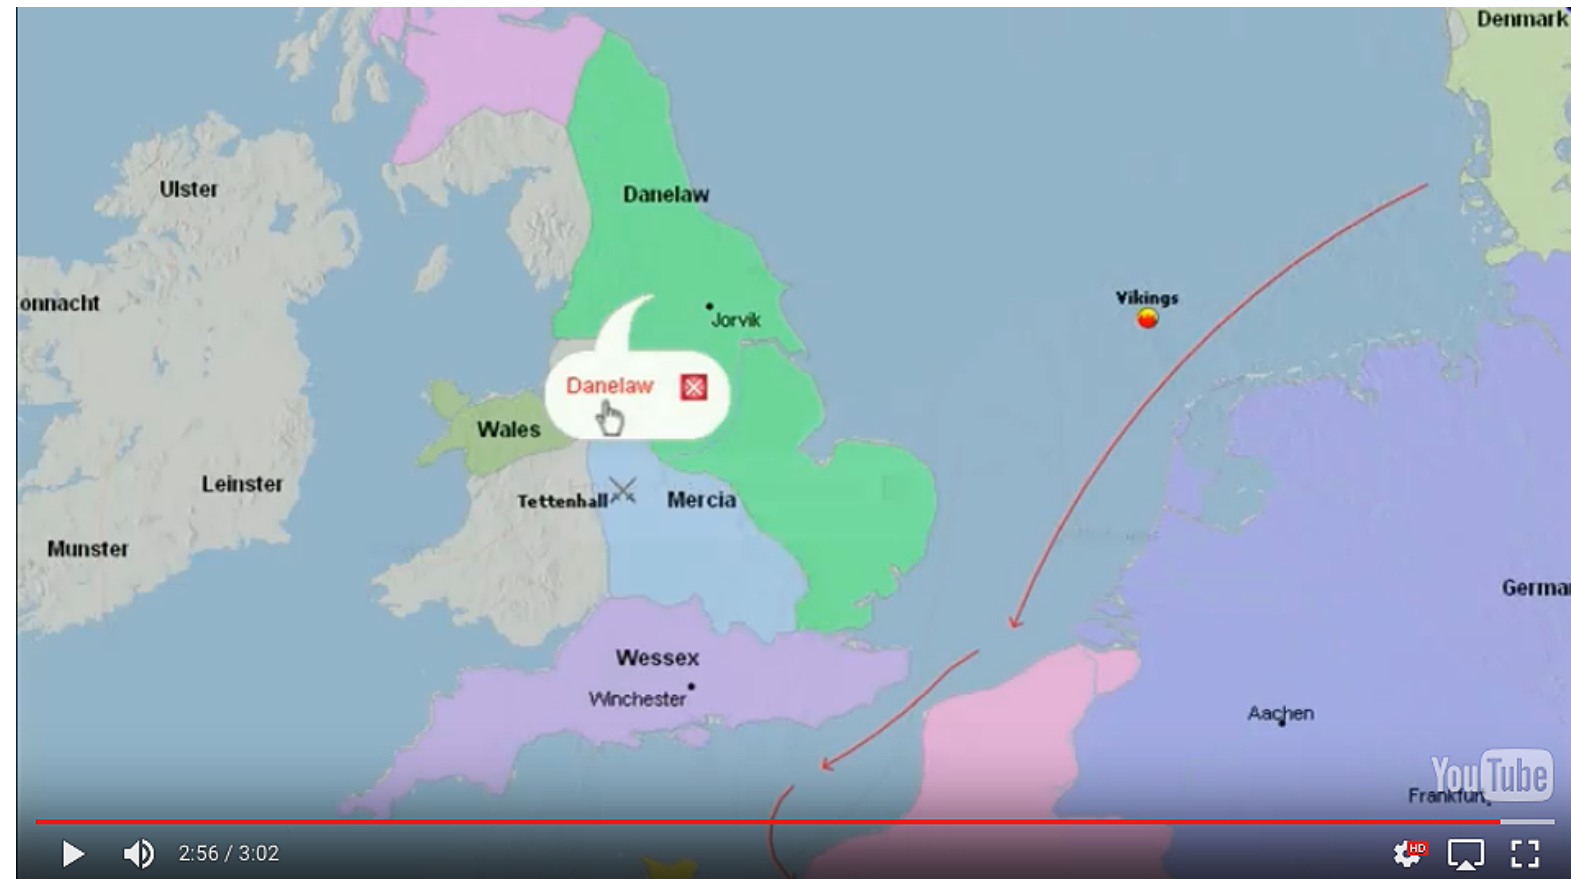 Denmark
Ulster
Danelaw
onnacht
Vikings
Jorvik
Danelaw
Wales
Leinster
Tettenhall
Mercia
Munster
Germa
Wessex
Winchester
Aachen
YouTube
Frankfurt
2:56 / 3:02
HD